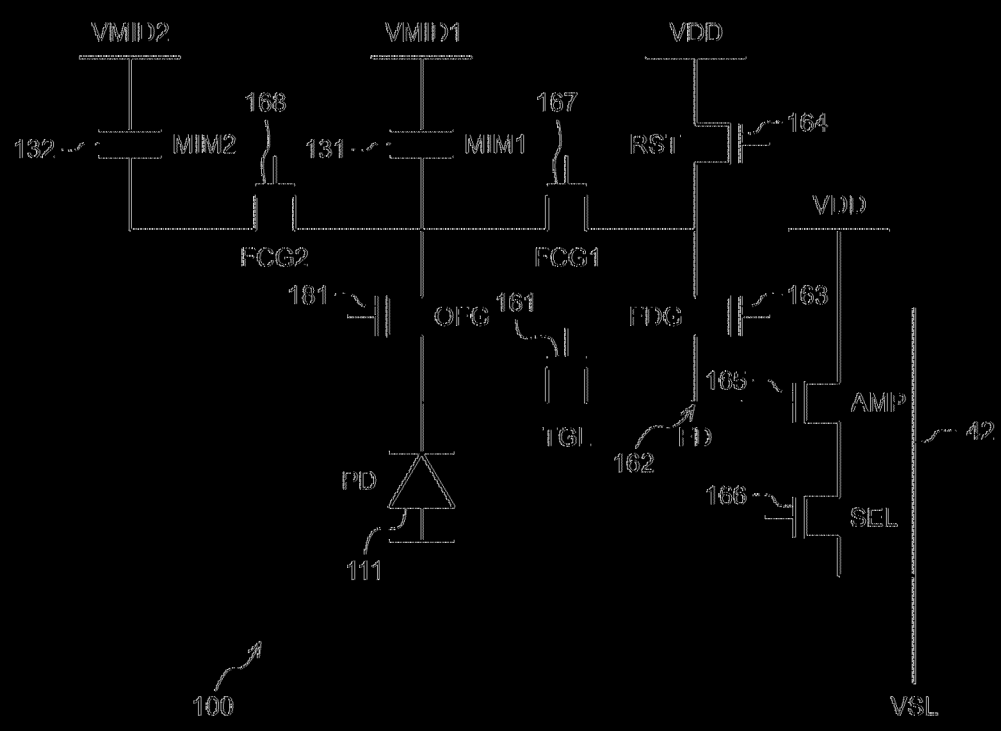 VMID2 VMID1 VDD
168 167
132 MIM2 131 MIM1 RST 164
VDD
FCG2 FCG1
181 OFG 161 FDG 163
165 AMP
TGL 162 FD 42
PD 166 SEL
111
100 VSL